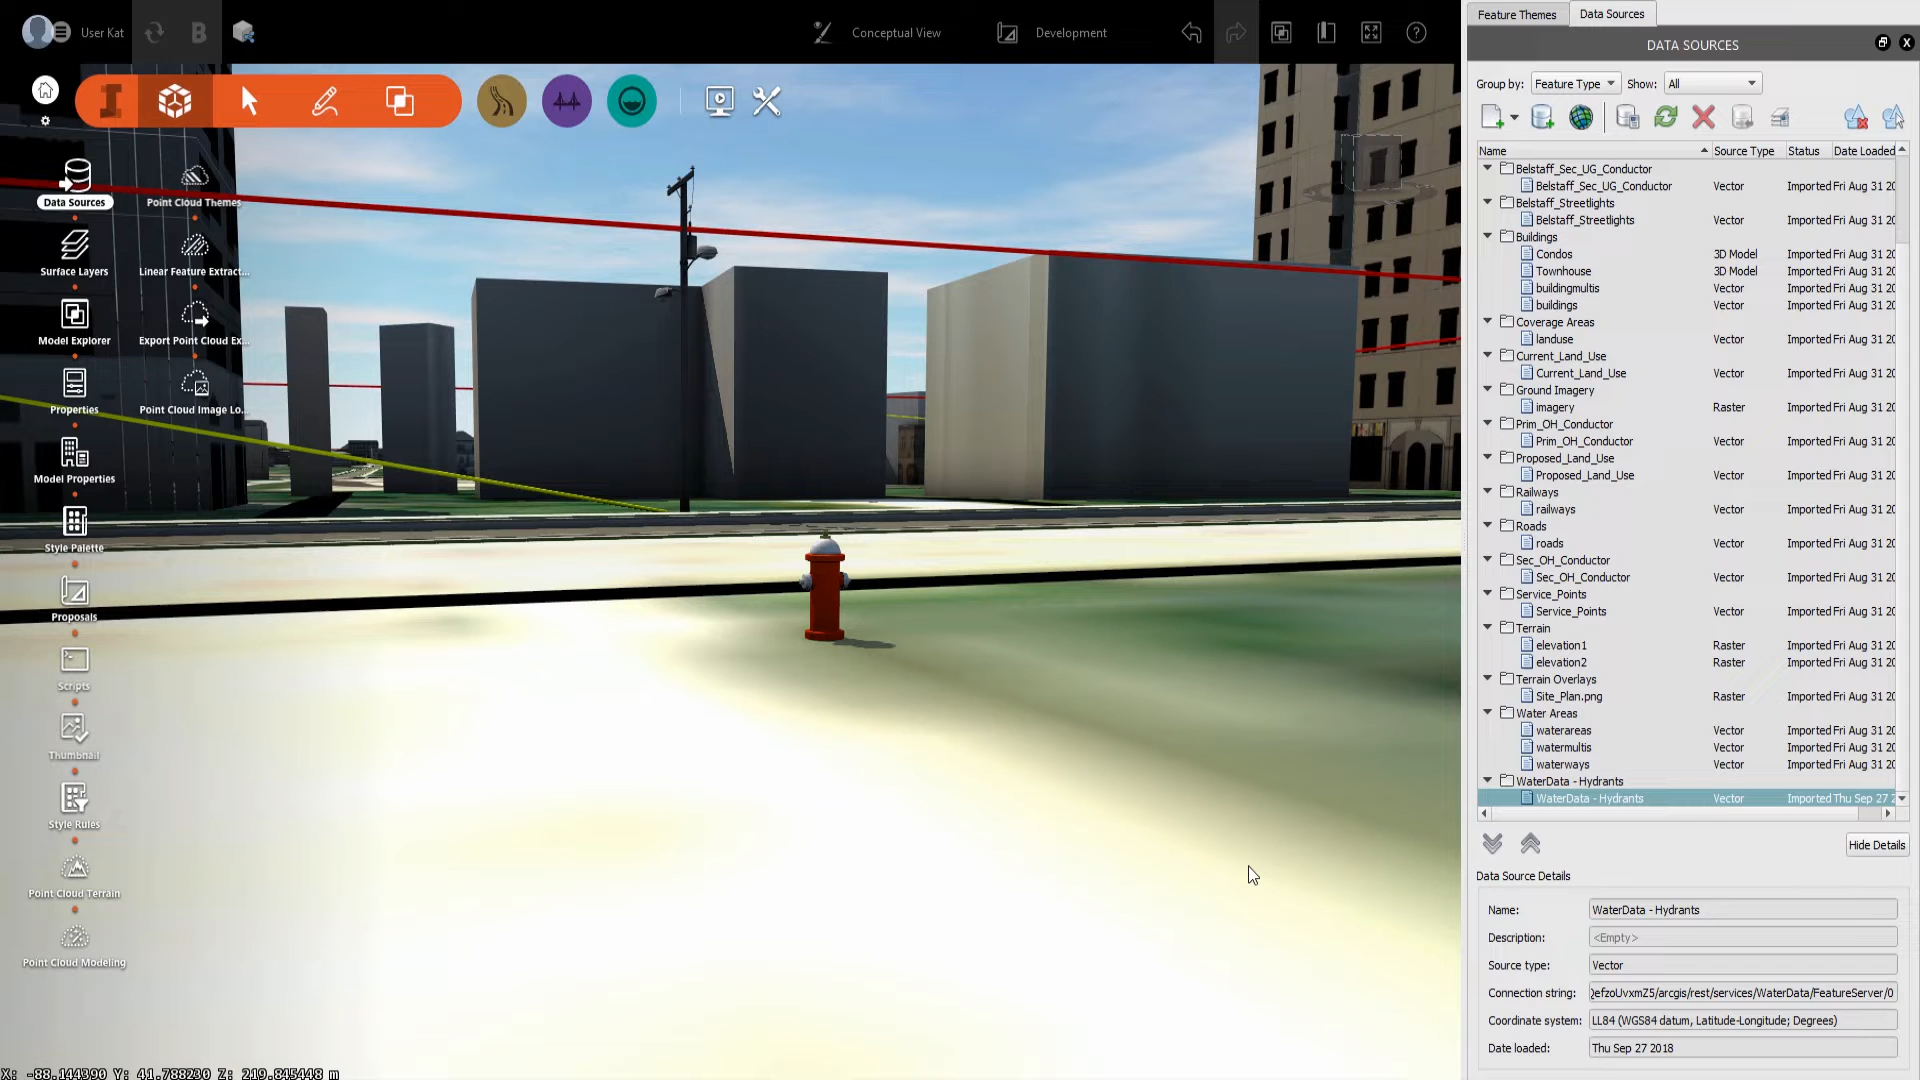 User Kat
B
Conceptual View
Development
Feature Themes
Data Sources
DATA SOURCES
Group by:
Feature Type
Show:
All
Name
Source Type
Status
Date Loaded
Belstaff_Sec_UG_Conductor
Belstaff_Sec_UG_Conductor Vector Imported Fri Aug 31 20
Belstaff_Streetlights
Belstaff_Streetlights Vector Imported Fri Aug 31 20
Buildings
Condos 3D Model Imported Fri Aug 31 20
Townhouse 3D Model Imported Fri Aug 31 20
buildingmultis Vector Imported Fri Aug 31 20
buildings Vector Imported Fri Aug 31 20
Coverage Areas
landuse Vector Imported Fri Aug 31 20
Current_Land_Use
Current_Land_Use Vector Imported Fri Aug 31 20
Ground Imagery
imagery Raster Imported Fri Aug 31 20
Prim_OH_Conductor
Prim_OH_Conductor Vector Imported Fri Aug 31 20
Proposed_Land_Use
Proposed_Land_Use Vector Imported Fri Aug 31 20
Railways
railways Vector Imported Fri Aug 31 20
Roads
roads Vector Imported Fri Aug 31 20
Sec_OH_Conductor
Sec_OH_Conductor Vector Imported Fri Aug 31 20
Service_Points
Service_Points Vector Imported Fri Aug 31 20
Terrain
elevation1 Raster Imported Fri Aug 31 20
elevation2 Raster Imported Fri Aug 31 20
Terrain Overlays
Site_Plan.png Raster Imported Fri Aug 31 20
Water Areas
waterareas Vector Imported Fri Aug 31 20
watermultis Vector Imported Fri Aug 31 20
waterways Vector Imported Fri Aug 31 20
WaterData - Hydrants
WaterData - Hydrants Vector Imported Thu Sep 27 2
Hide Details
Data Source Details
Name: WaterData - Hydrants
Description: <Empty>
Source type: Vector
Connection string: QefzoUvxmZ5/arcgis/rest/services/WaterData/FeatureServer/0
Coordinate system: LL84 (WGS84 datum, Latitude-Longitude; Degrees)
Date loaded: Thu Sep 27 2018
Data Sources
Surface Layers
Model Explorer
Properties
Model Properties
Style Palette
Proposals
Scripts
Thumbnail
Style Rules
Point Cloud Terrain
Point Cloud Modeling
Point Cloud Themes
Linear Feature Extract...
Export Point Cloud Ex...
Point Cloud Image Lo...
X: -88.144390 Y: 41.788230 Z: 219.845448 m